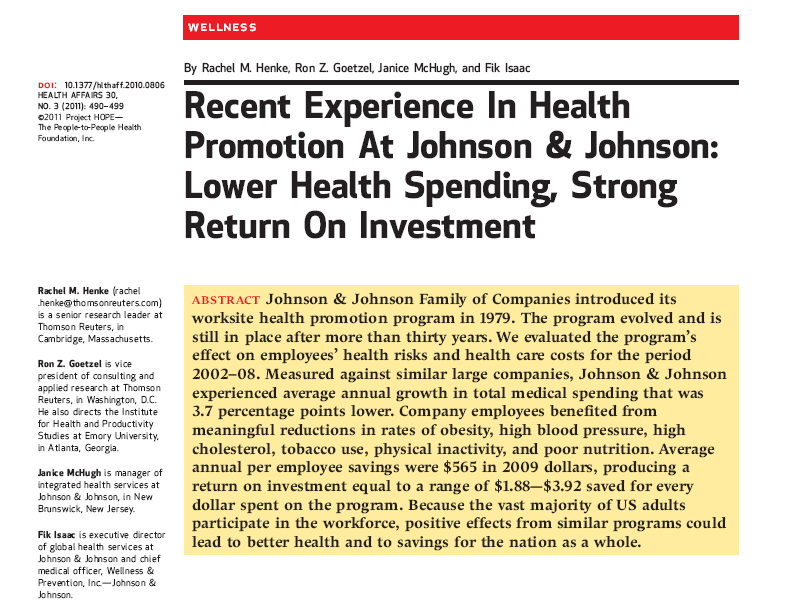 WELLNESS
By Rachel M. Henke, Ron Z. Goetzel, Janice McHugh, and Fik Isaac
DOI: 10.1377/hlthaff.2010.0806
HEALTH AFFAIRS 30,
NO. 3 (2011): 490–499
©2011 Project HOPE—
The People-to-People Health
Foundation, Inc.
Recent Experience In Health
Promotion At Johnson & Johnson:
Lower Health Spending, Strong
Return On Investment
Rachel M. Henke (rachel
.henke@thomsonreuters.com)
is a senior research leader at
Thomson Reuters, in
Cambridge, Massachusetts.
Ron Z. Goetzel is vice
president of consulting and
applied research at Thomson
Reuters, in Washington, D.C.
He also directs the Institute
for Health and Productivity
Studies at Emory University,
in Atlanta, Georgia.
Janice McHugh is manager of
integrated health services at
Johnson & Johnson, in New
Brunswick, New Jersey.
Fik Isaac is executive director
of global health services at
Johnson & Johnson and chief
medical officer, Wellness &
Prevention, Inc.—Johnson &
Johnson.
ABSTRACT Johnson & Johnson Family of Companies introduced its
worksite health promotion program in 1979. The program evolved and is
still in place after more than thirty years. We evaluated the program's
effect on employees' health risks and health care costs for the period
2002–08. Measured against similar large companies, Johnson & Johnson
experienced average annual growth in total medical spending that was
3.7 percentage points lower. Company employees benefited from
meaningful reductions in rates of obesity, high blood pressure, high
cholesterol, tobacco use, physical inactivity, and poor nutrition. Average
annual per employee savings were $565 in 2009 dollars, producing a
return on investment equal to a range of $1.88–$3.92 saved for every
dollar spent on the program. Because the vast majority of US adults
participate in the workforce, positive effects from similar programs could
lead to better health and to savings for the nation as a whole.